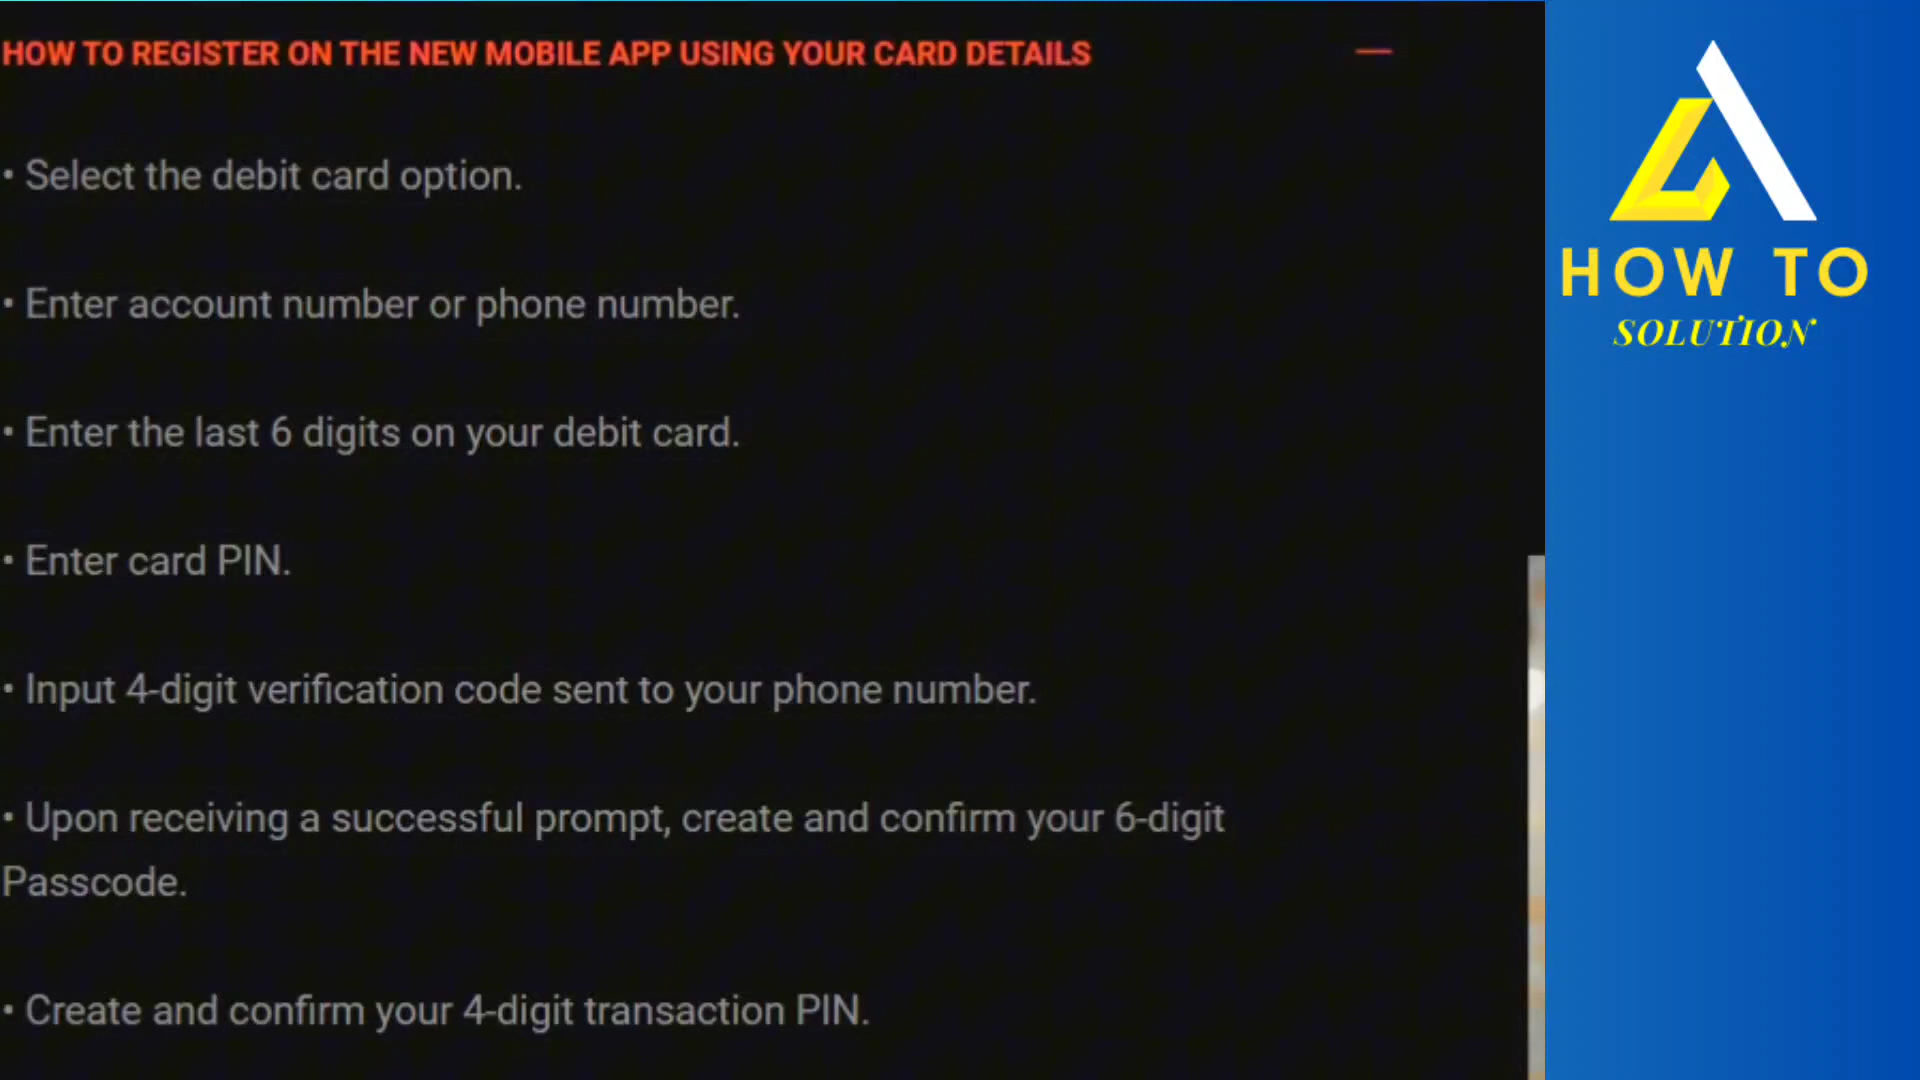 HOW TO REGISTER ON THE NEW MOBILE APP USING YOUR CARD DETAILS
• Select the debit card option.
• Enter account number or phone number.
• Enter the last 6 digits on your debit card.
• Enter card PIN.
• Input 4-digit verification code sent to your phone number.
• Upon receiving a successful prompt, create and confirm your 6-digit
Passcode.
• Create and confirm your 4-digit transaction PIN.
HOW TO
SOLUTION